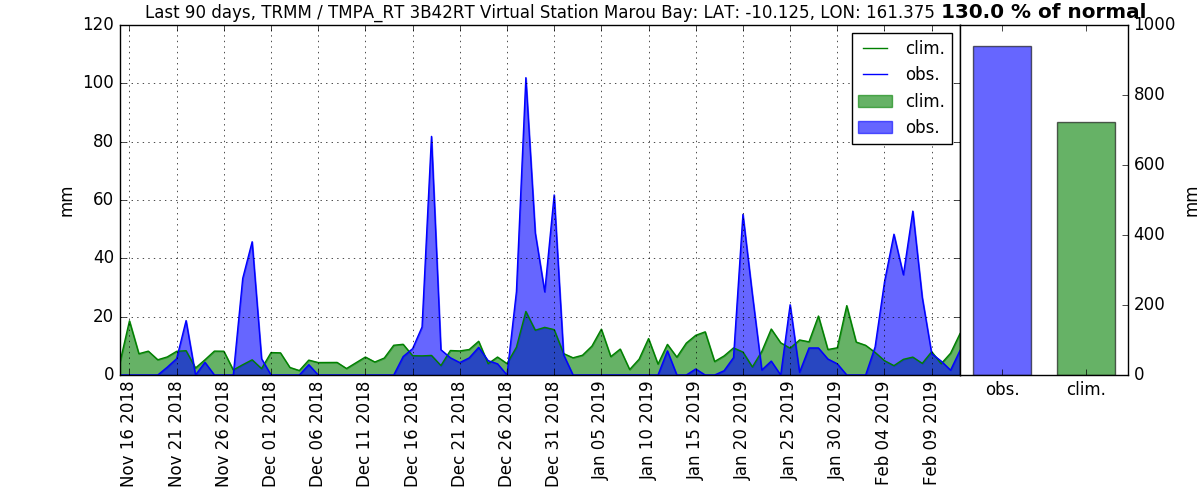 Last 90 days, TRMM / TMPA_RT 3B42RT Virtual Station Marou Bay: LAT: -10.125, LON: 161.375 130.0 % of normal
120
100
80
60
40
20
0
mm
clim.
obs.
clim.
obs.
Nov 16 2018
Nov 21 2018
Nov 26 2018
Dec 01 2018
Dec 06 2018
Dec 11 2018
Dec 16 2018
Dec 21 2018
Dec 26 2018
Dec 31 2018
Jan 05 2019
Jan 10 2019
Jan 15 2019
Jan 20 2019
Jan 25 2019
Jan 30 2019
Feb 04 2019
Feb 09 2019
1000
800
600
400
200
0
mm
obs.
clim.